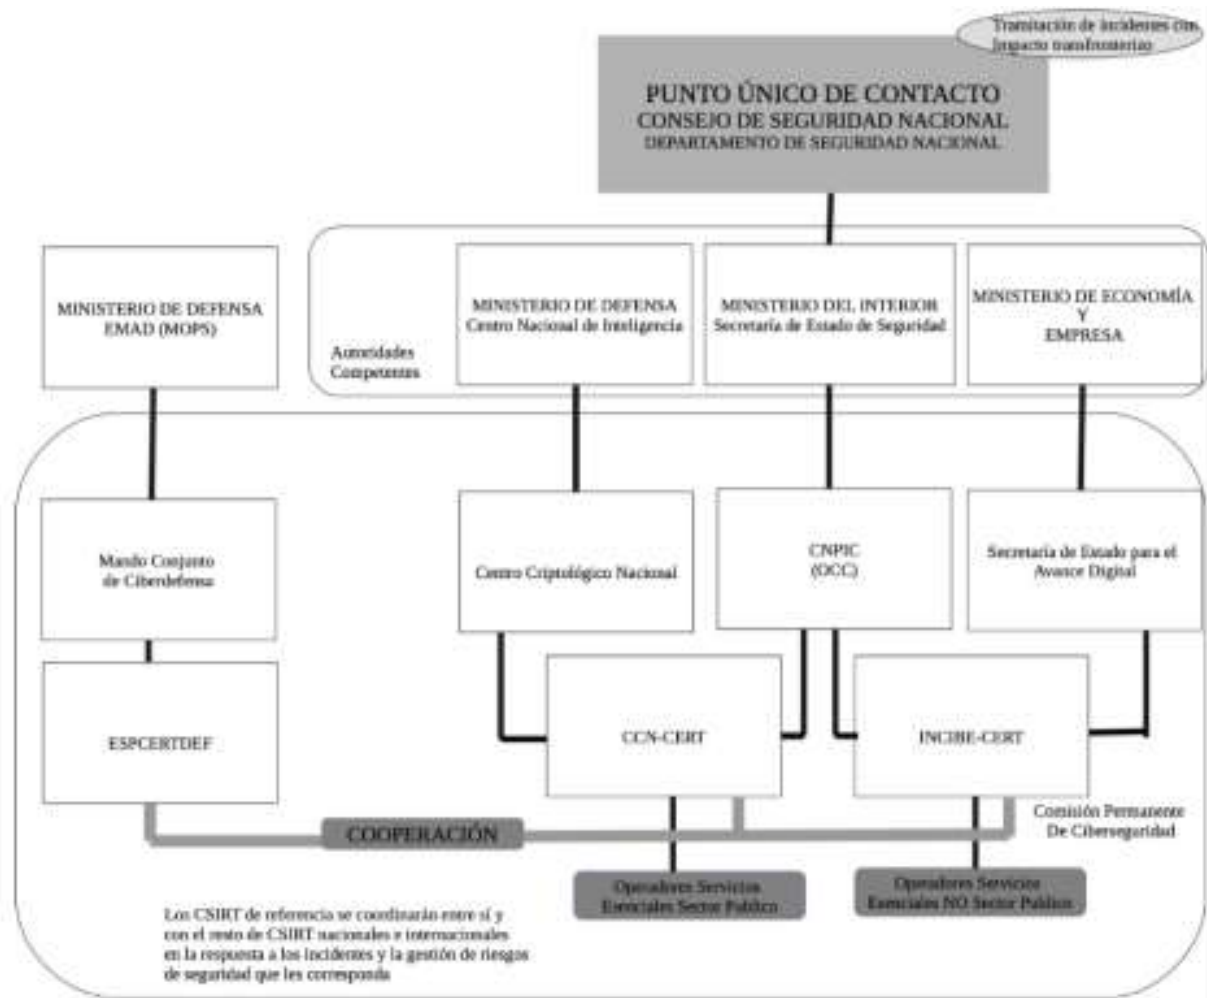 Tramitación de incidentes con
Impacto transfronterizo
PUNTO ÚNICO DE CONTACTO
CONSEJO DE SEGURIDAD NACIONAL
DEPARTAMENTO DE SEGURIDAD NACIONAL
MINISTERIO DE DEFENSA
EMAD (MOPS)
Autoridades
Competentes
MINISTERIO DE DEFENSA
Centro Nacional de Inteligencia
MINISTERIO DEL INTERIOR
Secretaría de Estado de Seguridad
MINISTERIO DE ECONOMÍA
Y
EMPRESA
Mando Conjunto
de Ciberdefensa
Centro Criptológico Nacional
CNPIC
(OCC)
Secretaría de Estado para el
Avance Digital
ESPCERTDEF
CCN-CERT
INCIBE-CERT
COOPERACIÓN
Comisión Permanente
De Ciberseguridad
Operadores Servicios
Esenciales Sector Publico
Operadores Servicios
Esenciales NO Sector Publico
Los CSIRT de referencia se coordinarán entre sí y
con el resto de CSIRT nacionales e internacionales
en la respuesta a los incidentes y la gestión de riesgos
de seguridad que les corresponda